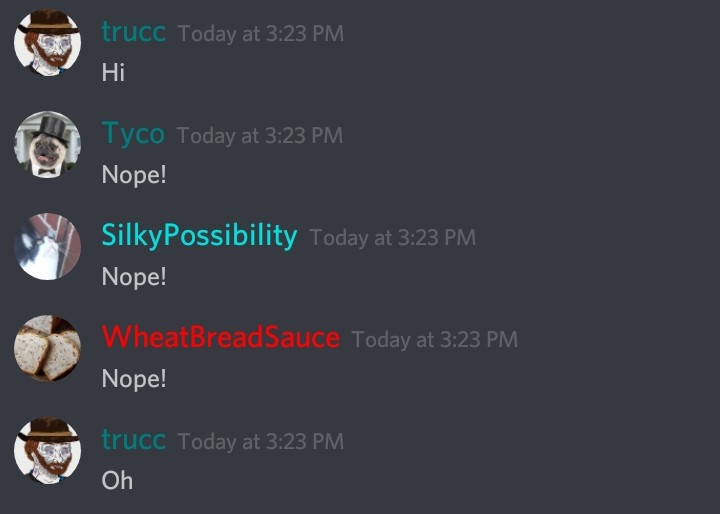 trucc Today at 3:23 PM
Hi
Tyco Today at 3:23 PM
Nope!
SilkyPossibility Today at 3:23 PM
Nope!
WheatBreadSauce Today at 3:23 PM
Nope!
trucc Today at 3:23 PM
Oh